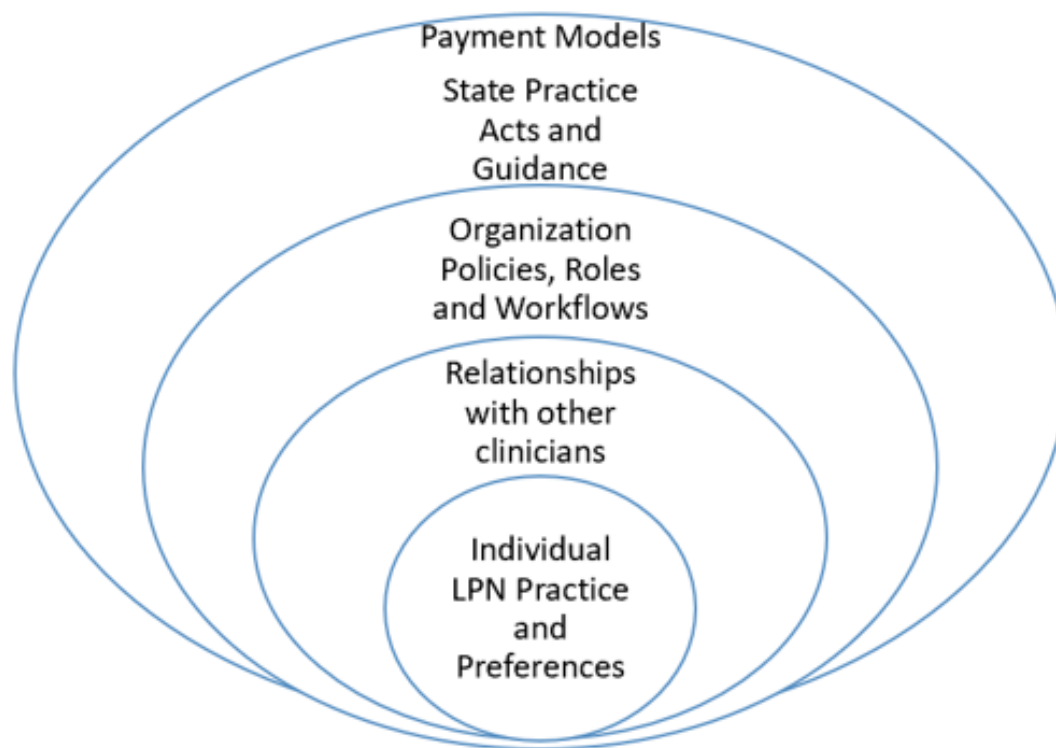 Payment Models
State Practice
Acts and
Guidance
Organization
Policies, Roles
and Workflows
Relationships
with other
clinicians
Individual
LPN Practice
and
Preferences